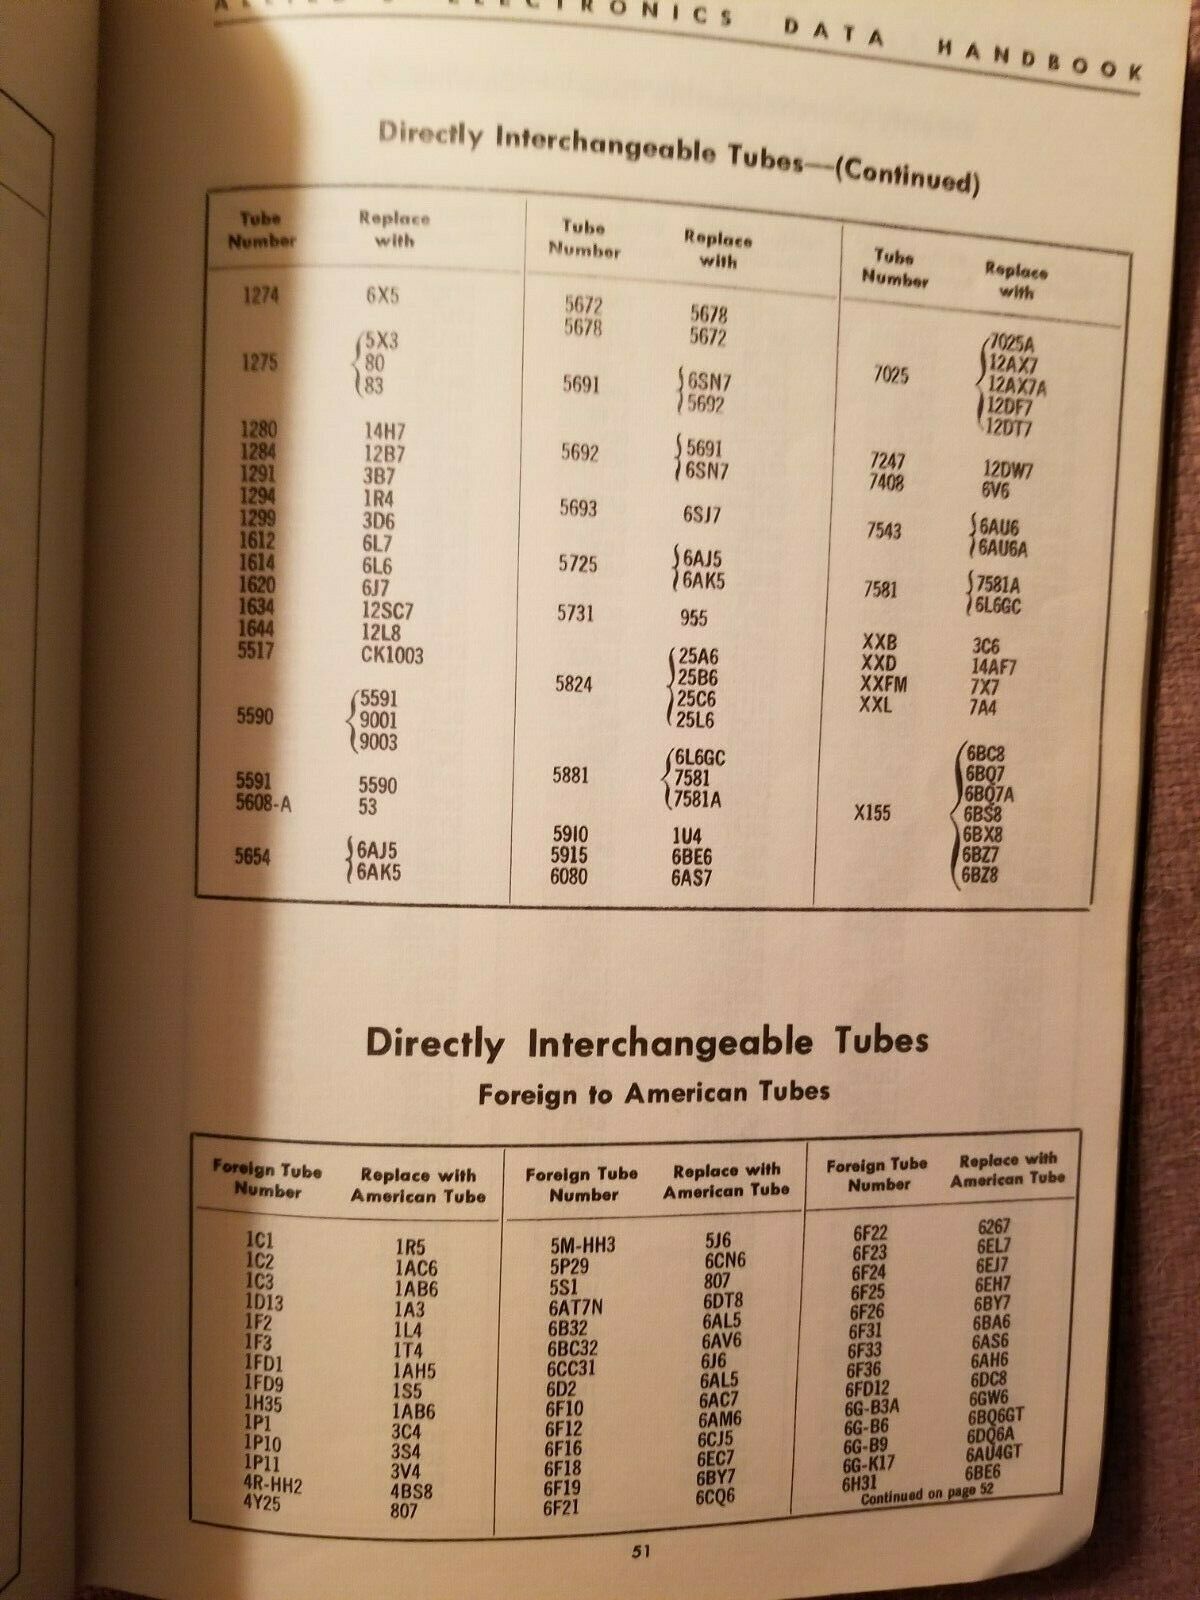 ALLIED'S ELECTRONICS DATA HANDBOOK
Directly Interchangeable Tubes—(Continued)
Tube Number
Replace with
1274 6X5
1275 { 5X3
80
83
1280 14H7
1284 12B7
1291 3B7
1294 1R4
1299 3D6
1612 6L7
1614 6L6
1620 6J7
1634 12SC7
1644 12L8
5517 CK1003
5590 { 5591
9001
9003
5591 5590
5608-A 53
5654 { 6AJ5
6AK5
Tube Number
Replace with
5672 5678
5678 5672
5691 { 6SN7
5692
5692 { 5691
6SN7
5693 6SJ7
5725 { 6AJ5
6AK5
5731 955
5824 { 25A6
25B6
25C6
25L6
5881 { 6L6GC
7581
7581A
5910 1U4
5915 6BE6
6080 6AS7
Tube Number
Replace with
7025 { 7025A
12AX7
12AX7A
12DF7
12DT7
7247 12DW7
7408 6V6
7543 { 6AU6
6AU6A
7581 { 7581A
6L6GC
XXB 3C6
XXD 14AF7
XXFM 7X7
XXL 7A4
X155 { 6BC8
6BQ7
6BQ7A
6BS8
6BX8
6BZ7
6BZ8
Directly Interchangeable Tubes
Foreign to American Tubes
Foreign Tube Number
Replace with American Tube
1C1 1R5
1C2 1AC6
1C3 1AB6
1D13 1A3
1F2 1L4
1F3 1T4
1FD1 1AH5
1FD9 1S5
1H35 1AB6
1P1 3C4
1P10 3S4
1P11 3V4
4R-HH2 4BS8
4Y25 807
Foreign Tube Number
Replace with American Tube
5M-HH3 5J6
5P29 6CN6
5S1 807
6AT7N 6DT8
6B32 6AL5
6BC32 6AV6
6CC31 6J6
6D2 6AL5
6F10 6AC7
6F12 6AM6
6F16 6CJ5
6F18 6EC7
6F19 6BY7
6F21 6CQ6
Foreign Tube Number
Replace with American Tube
6F22 6267
6F23 6EL7
6F24 6EJ7
6F25 6EH7
6F26 6BY7
6F31 6BA6
6F33 6AS6
6F36 6AH6
6FD12 6DC8
6G-B3A 6GW6
6G-B6 6BQ6GT
6G-B9 6DQ6A
6G-K17 6AU4GT
6H31 6BE6
Continued on page 52
51